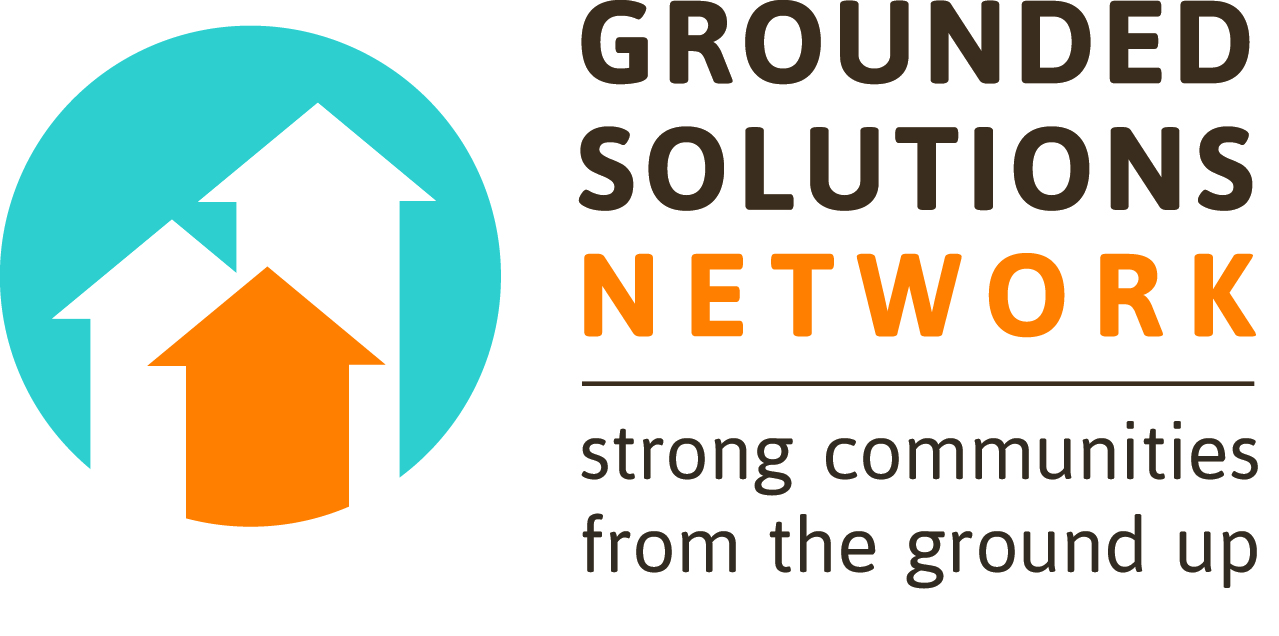 GROUNDED
SOLUTIONS
NETWORK
strong communities
from the ground up